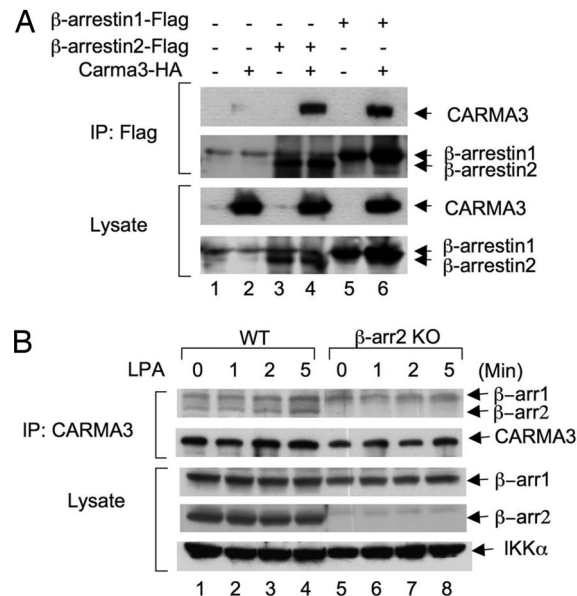 A
β-arrestin1-Flag - - - - + +
β-arrestin2-Flag - - + + - -
Carma3-HA - + - + - +
IP: Flag
CARMA3
β-arrestin1
β-arrestin2
Lysate
CARMA3
β-arrestin1
β-arrestin2
1 2 3 4 5 6
B
WT β-arr2 KO
LPA 0 1 2 5 0 1 2 5 (Min)
IP: CARMA3
β-arr1
β-arr2
CARMA3
Lysate
β-arr1
β-arr2
IKKα
1 2 3 4 5 6 7 8